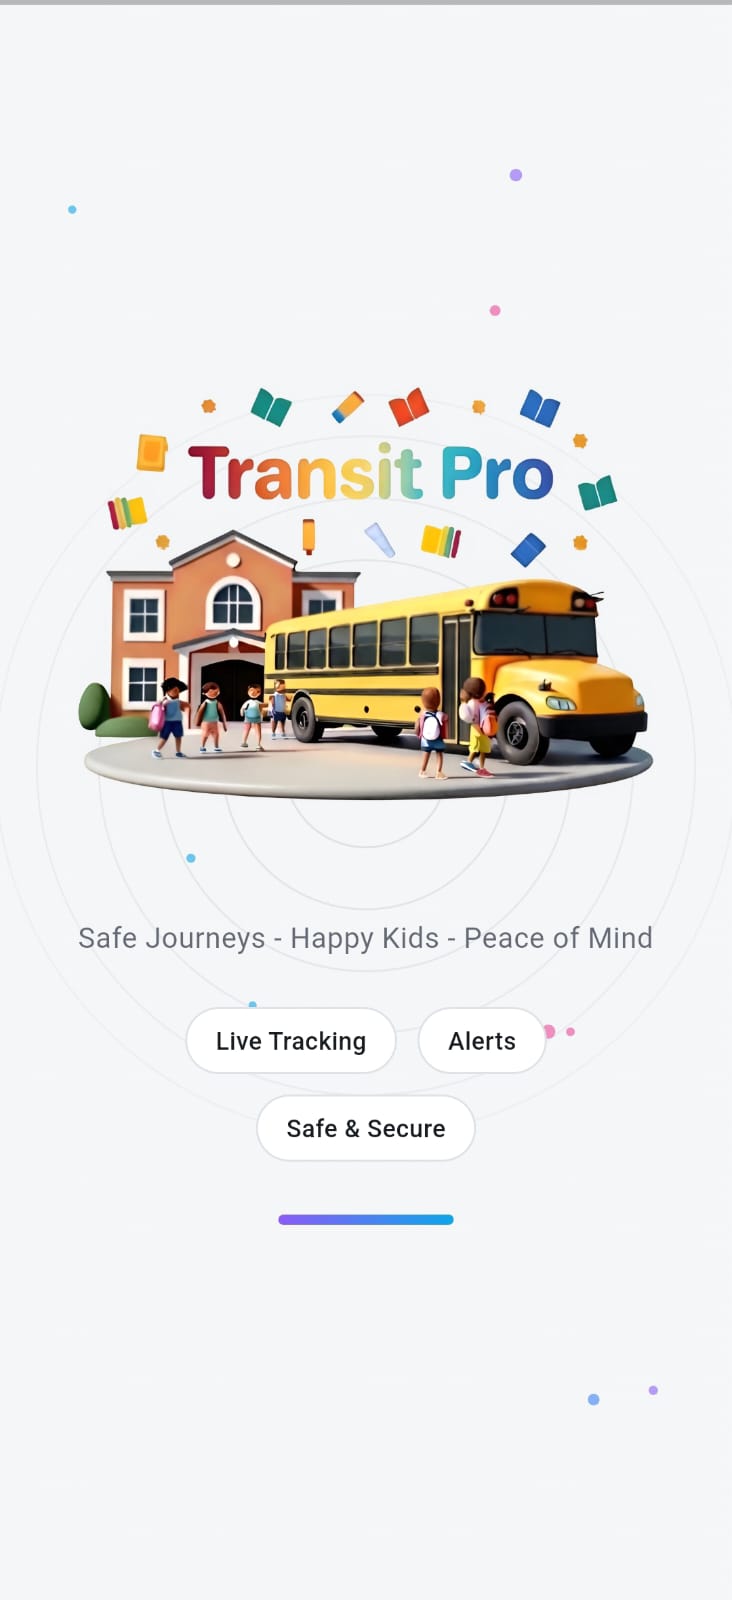 Transit Pro
Safe Journeys - Happy Kids - Peace of Mind
Live Tracking
Alerts
Safe & Secure